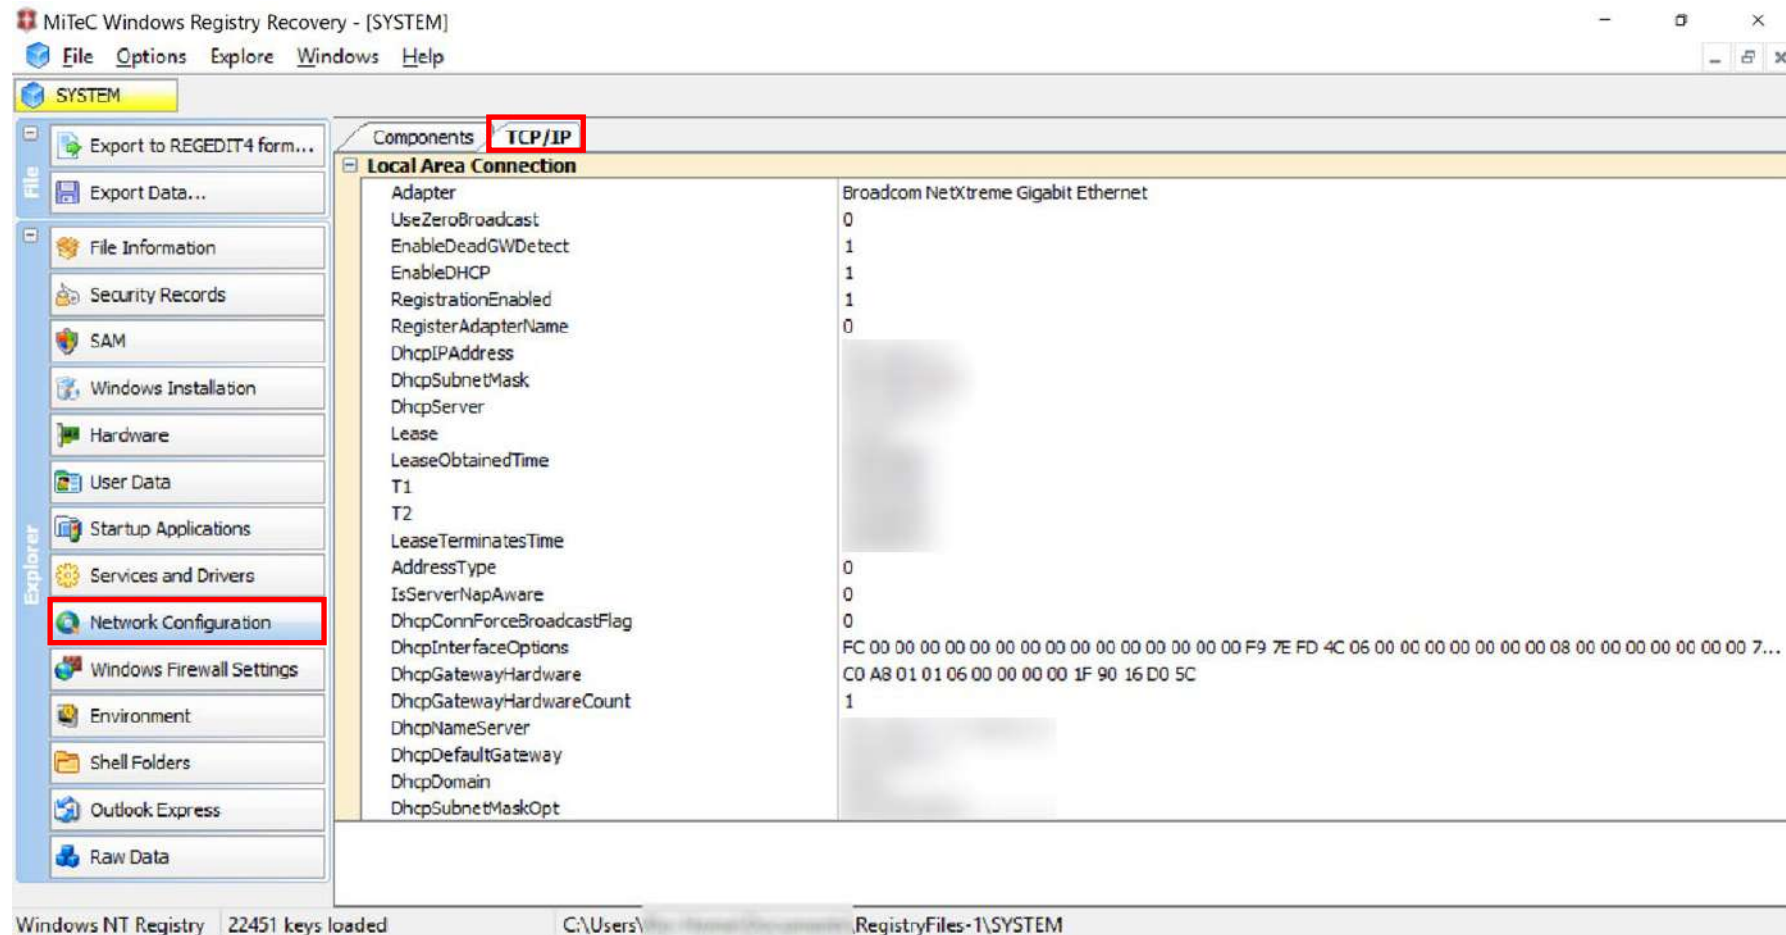 MiTeC Windows Registry Recovery - [SYSTEM]
File Options Explore Windows Help
SYSTEM
File
Export to REGEDIT4 form...
Export Data...
Explorer
File Information
Security Records
SAM
Windows Installation
Hardware
User Data
Startup Applications
Services and Drivers
Network Configuration
Windows Firewall Settings
Environment
Shell Folders
Outlook Express
Raw Data
Components TCP/IP
Local Area Connection
Adapter Broadcom NetXtreme Gigabit Ethernet
UseZeroBroadcast 0
EnableDeadGWDetect 1
EnableDHCP 1
RegistrationEnabled 1
RegisterAdapterName 0
DhcpIPAddress
DhcpSubnetMask
DhcpServer
Lease
LeaseObtainedTime
T1
T2
LeaseTerminatesTime
AddressType 0
IsServerNapAware 0
DhcpConnForceBroadcastFlag 0
DhcpInterfaceOptions FC 00 00 00 00 00 00 00 00 00 00 00 00 00 00 00 F9 7E FD 4C 06 00 00 00 00 00 00 00 08 00 00 00 00 00 00 00 7...
DhcpGatewayHardware C0 A8 01 01 06 00 00 00 00 1F 90 16 D0 5C
DhcpGatewayHardwareCount 1
DhcpNameServer
DhcpDefaultGateway
DhcpDomain
DhcpSubnetMaskOpt
Windows NT Registry 22451 keys loaded C:\Users\ RegistryFiles-1\SYSTEM